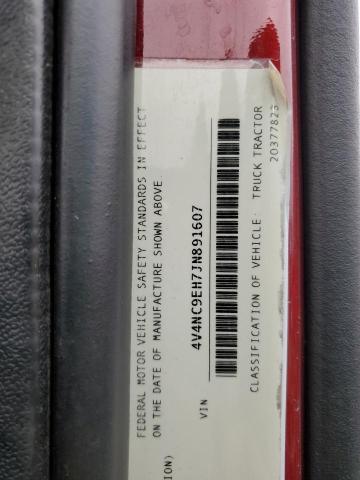 ION)
FEDERAL MOTOR VEHICLE SAFETY STANDARDS IN EFFECT
ON THE DATE OF MANUFACTURE SHOWN ABOVE.
VIN 4V4NC9EH7JN891607
CLASSIFICATION OF VEHICLE: TRUCK TRACTOR
20377823